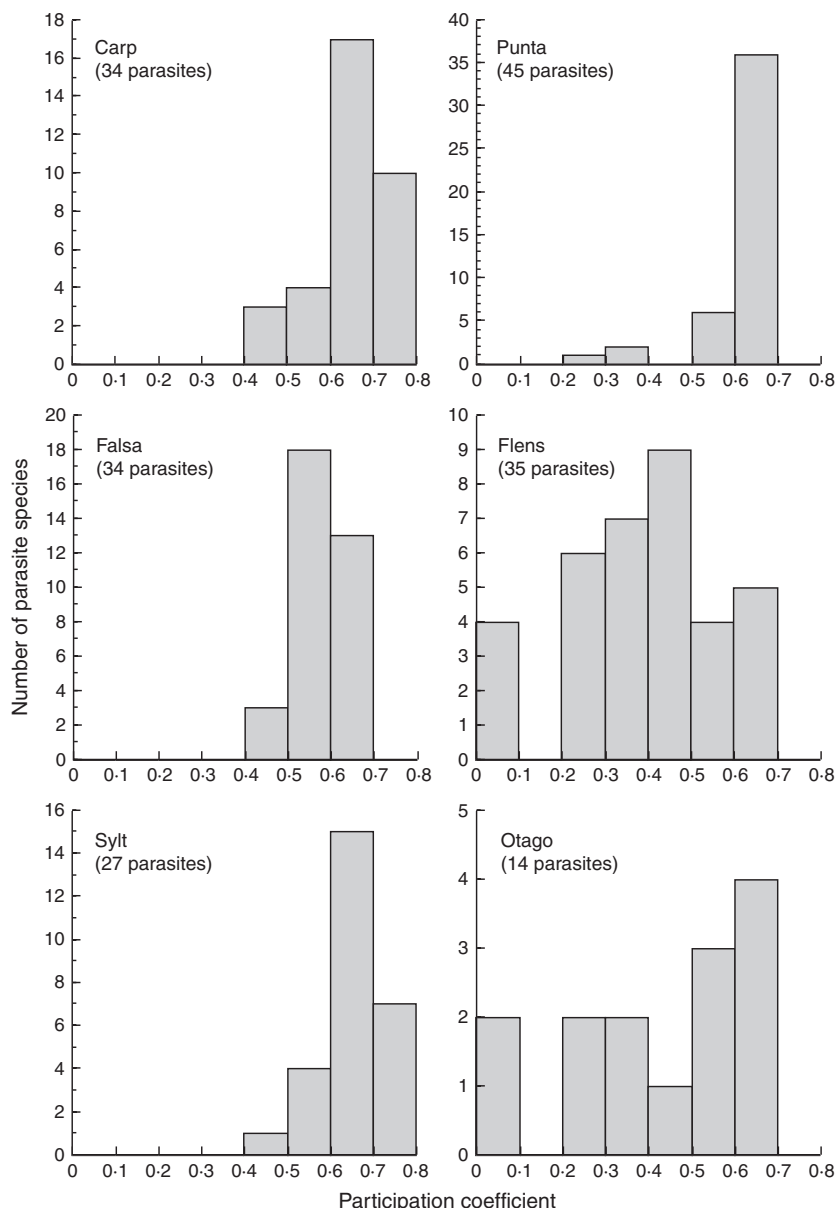 18
16
14
12
10
8
6
4
2
0
Carp
(34 parasites)
0 0·1 0·2 0·3 0·4 0·5 0·6 0·7 0·8
40
35
30
25
20
15
10
5
0
Punta
(45 parasites)
0 0·1 0·2 0·3 0·4 0·5 0·6 0·7 0·8
Number of parasite species
20
18
16
14
12
10
8
6
4
2
0
Falsa
(34 parasites)
0 0·1 0·2 0·3 0·4 0·5 0·6 0·7 0·8
10
9
8
7
6
5
4
3
2
1
0
Flens
(35 parasites)
0 0·1 0·2 0·3 0·4 0·5 0·6 0·7 0·8
16
14
12
10
8
6
4
2
0
Sylt
(27 parasites)
0 0·1 0·2 0·3 0·4 0·5 0·6 0·7 0·8
5
4
3
2
1
0
Otago
(14 parasites)
0 0·1 0·2 0·3 0·4 0·5 0·6 0·7 0·8
Participation coefficient